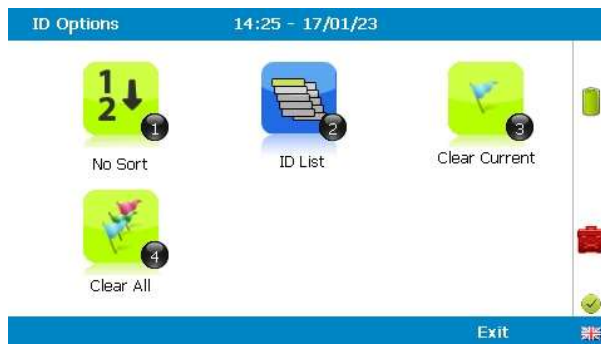 ID Options 14:25 - 17/01/23
1
2
1
No Sort
2
ID List
3
Clear Current
4
Clear All
Exit